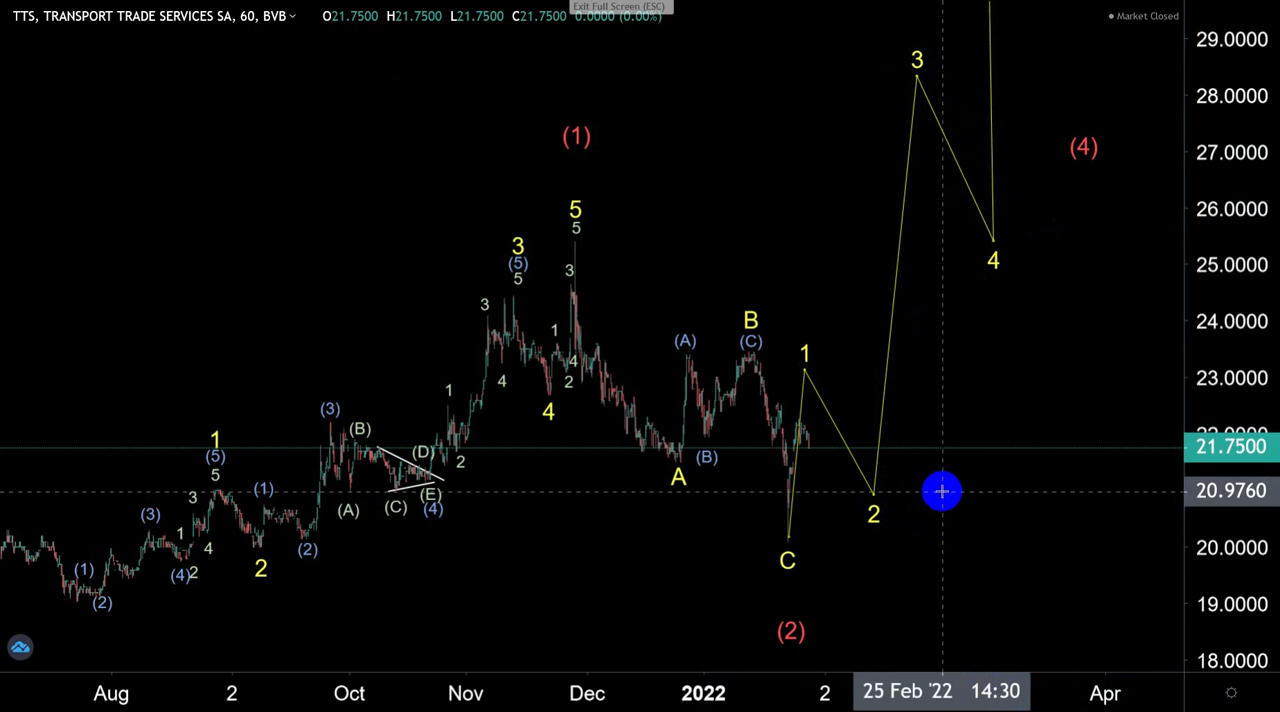 TTS, TRANSPORT TRADE SERVICES SA, 60, BVB O21.7500 H21.7500 L21.7500 C21.7500 0.0000 (0.00%)
Exit Full Screen (ESC)
Market Closed
29.0000
3
28.0000
(1)
(4)
27.0000
5
5
26.0000
3
(5)
5
4
25.0000
3
3
24.0000
1
B
(A)
(C)
1
4
2
23.0000
4
4
1
(3)
(B)
1
(5)
5
(D)
2
(B)
A
22.0000
21.7500
3
(1)
(E)
20.9760
(A)
(C)
(4)
2
(3)
1
4
(2)
2
C
20.0000
(1)
(4)
2
(2)
19.0000
(2)
18.0000
Aug
2
Oct
Nov
Dec
2022
2
25 Feb '22 14:30
Apr